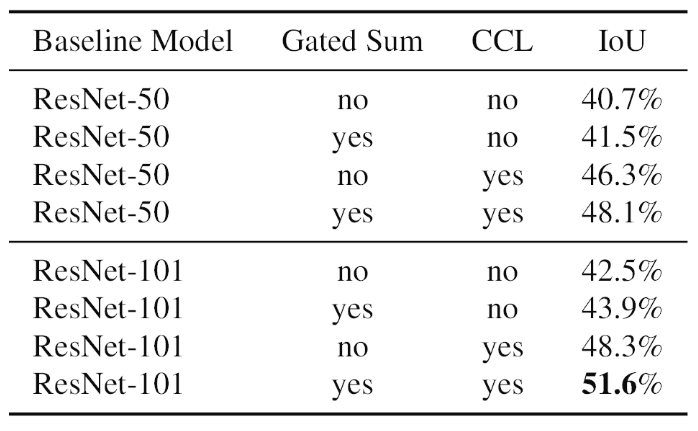 Baseline Model Gated Sum CCL IoU
ResNet-50 no no 40.7%
ResNet-50 yes no 41.5%
ResNet-50 no yes 46.3%
ResNet-50 yes yes 48.1%
ResNet-101 no no 42.5%
ResNet-101 yes no 43.9%
ResNet-101 no yes 48.3%
ResNet-101 yes yes 51.6%